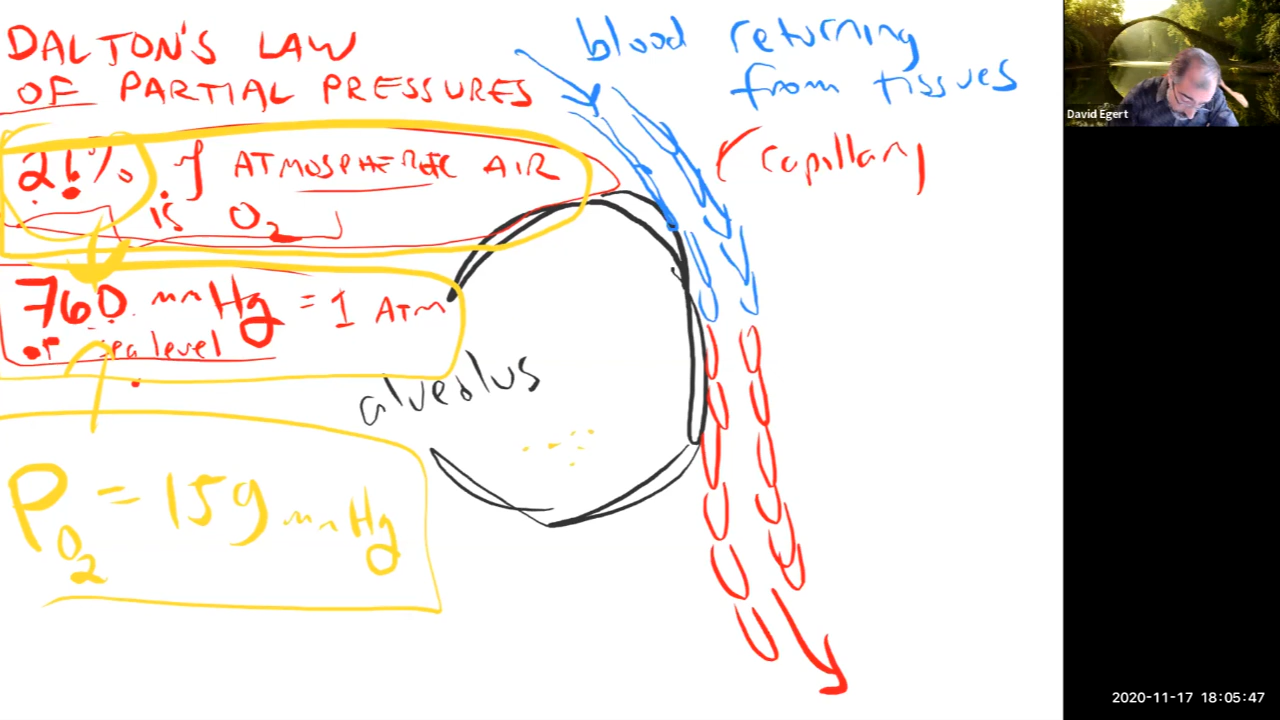 DALTON'S LAW
OF PARTIAL PRESSURES
21% of ATMOSPHERIC AIR
is O2
760 mmHg = 1 ATM
at sea level
PO2 = 159 mmHg
alveolus
blood returning
from tissues
capillary
David Egert
2020-11-17 18:05:47